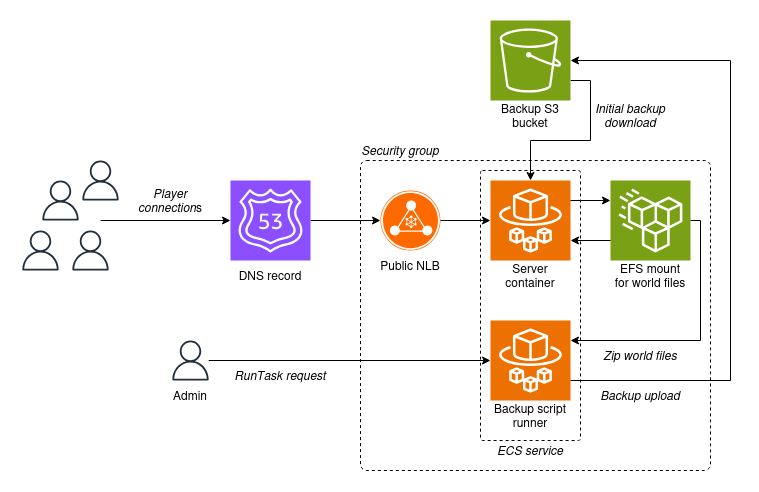 Backup S3
bucket
Initial backup
download
Security group
Player
connections
53
DNS record
Public NLB
Server
container
EFS mount
for world files
Zip world files
RunTask request
Admin
Backup script
runner
Backup upload
ECS service